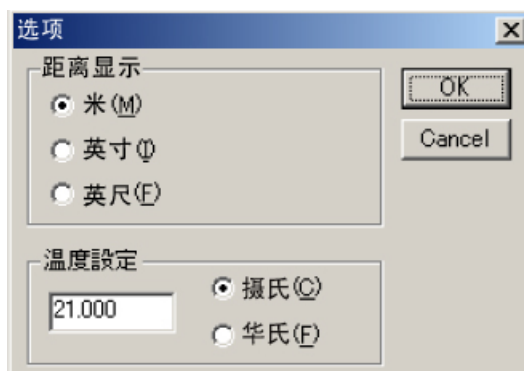 选项
距离显示
米(M)
英寸(I)
英尺(F)
OK
Cancel
温度設定
21.000
摄氏(C)
华氏(F)